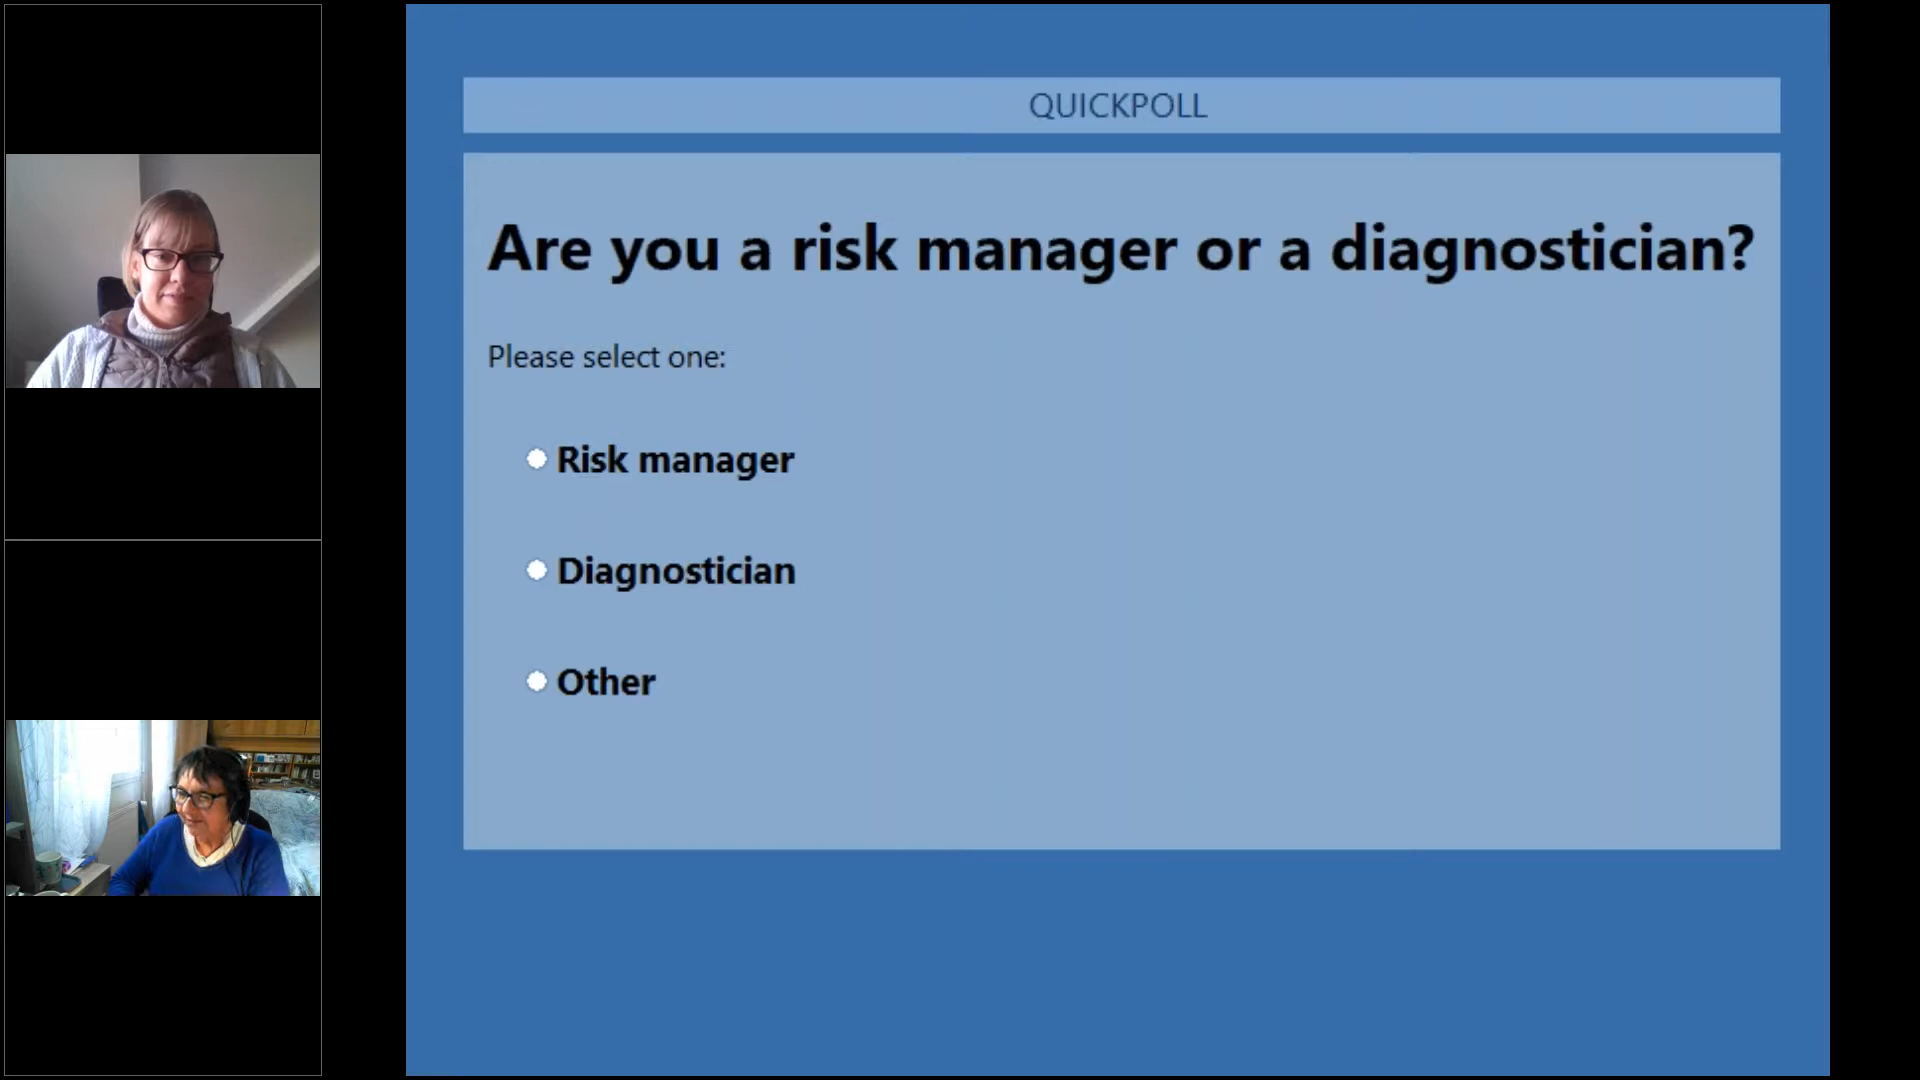 QUICKPOLL
Are you a risk manager or a diagnostician?
Please select one:
Risk manager
Diagnostician
Other